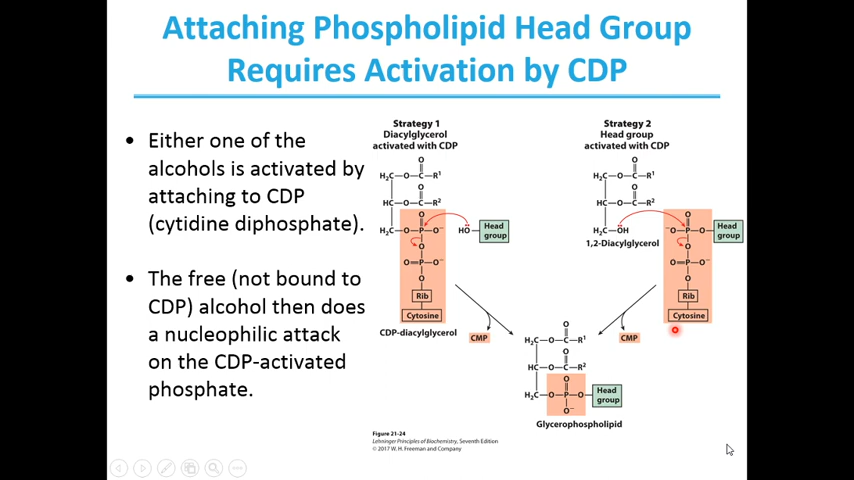 Attaching Phospholipid Head Group
Requires Activation by CDP
• Either one of the
alcohols is activated by
attaching to CDP
(cytidine diphosphate).
• The free (not bound to
CDP) alcohol then does
a nucleophilic attack
on the CDP-activated
phosphate.
Strategy 1
Diacylglycerol
activated with CDP
O
H₂C—O—C—R¹
O
HC—O—C—R²
O
H₂C—O—P—O⁻
HÖ—
Head
group
O
O=P—O⁻
O
Rib
Cytosine
CDP-diacylglycerol
CMP
Strategy 2
Head group
activated with CDP
O
H₂C—O—C—R¹
O
HC—O—C—R²
H₂C—ÖH
1,2-Diacylglycerol
O
⁻O—P—O—
Head
group
O
O=P—O⁻
O
Rib
Cytosine
CMP
O
H₂C—O—C—R¹
O
HC—O—C—R²
O
H₂C—O—P—O—
Head
group
O⁻
Glycerophospholipid
Figure 21-24
Lehninger Principles of Biochemistry, Seventh Edition
© 2017 W. H. Freeman and Company